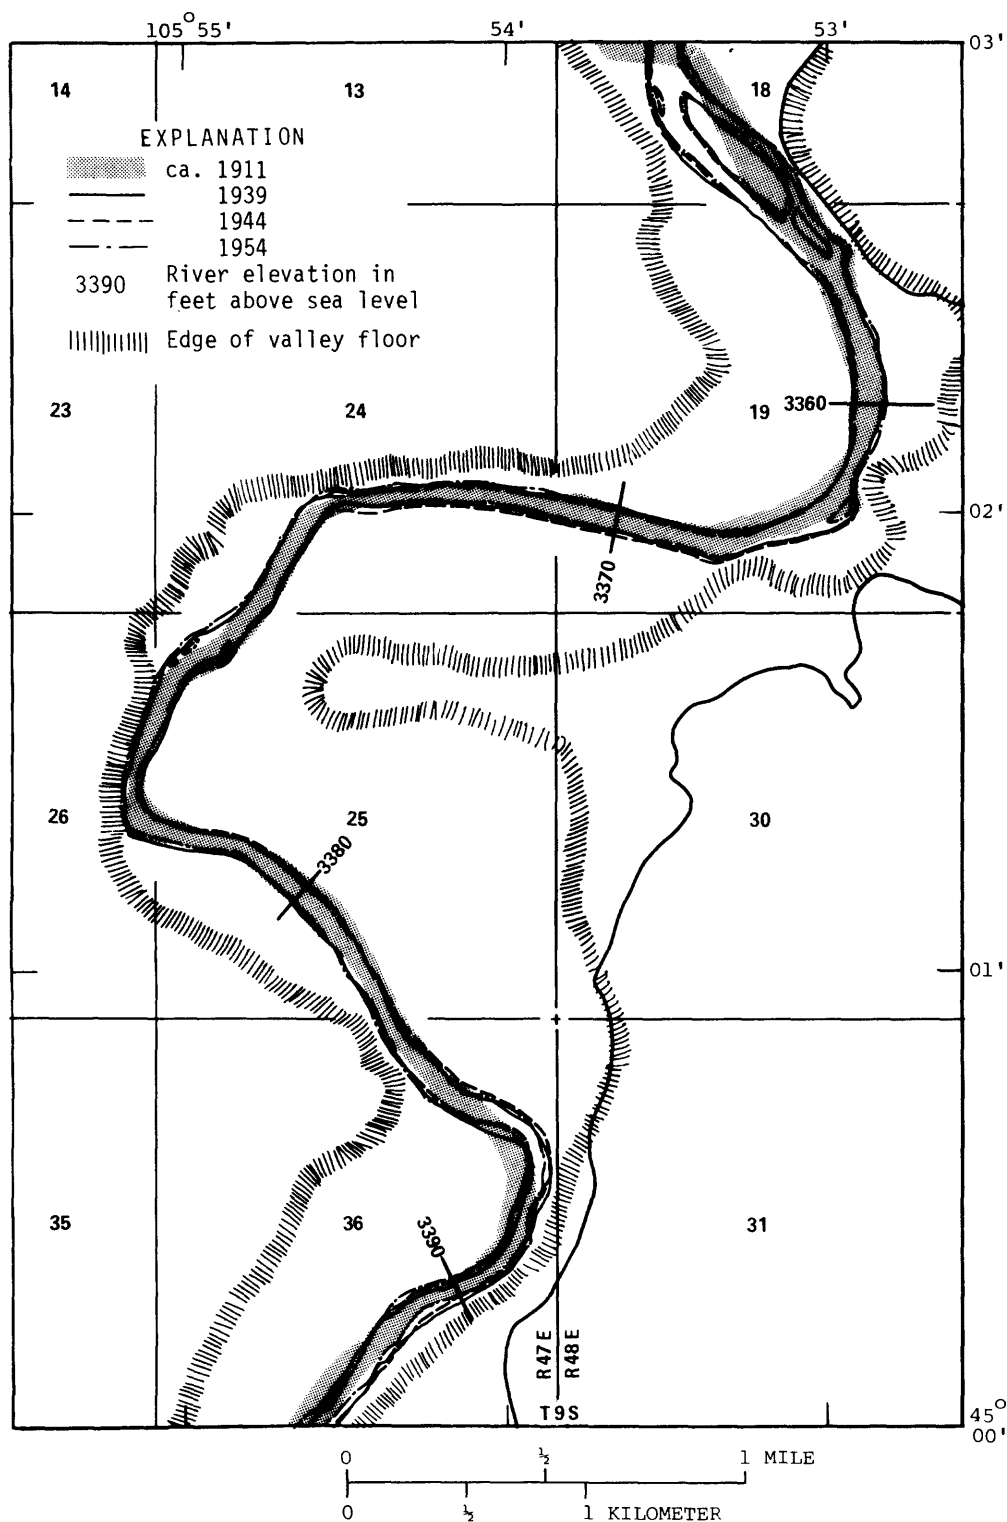 105° 55' 54' 53'
03'
14 13 18
EXPLANATION
ca. 1911
1939
1944
1954
3390 River elevation in
feet above sea level
Edge of valley floor
23 24 19 3360
02'
3370
26 25 30
3380
01'
35 36 31
3390
R47E R48E
T9S
45°
00'
0 ½ 1 MILE
0 ½ 1 KILOMETER